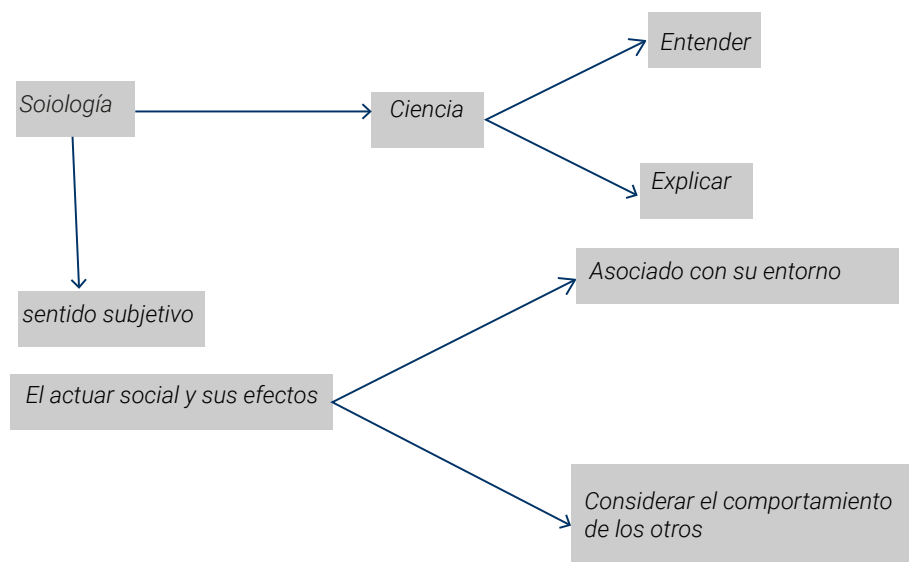 Soiología
Ciencia
Entender
Explicar
sentido subjetivo
El actuar social y sus efectos
Asociado con su entorno
Considerar el comportamiento
de los otros